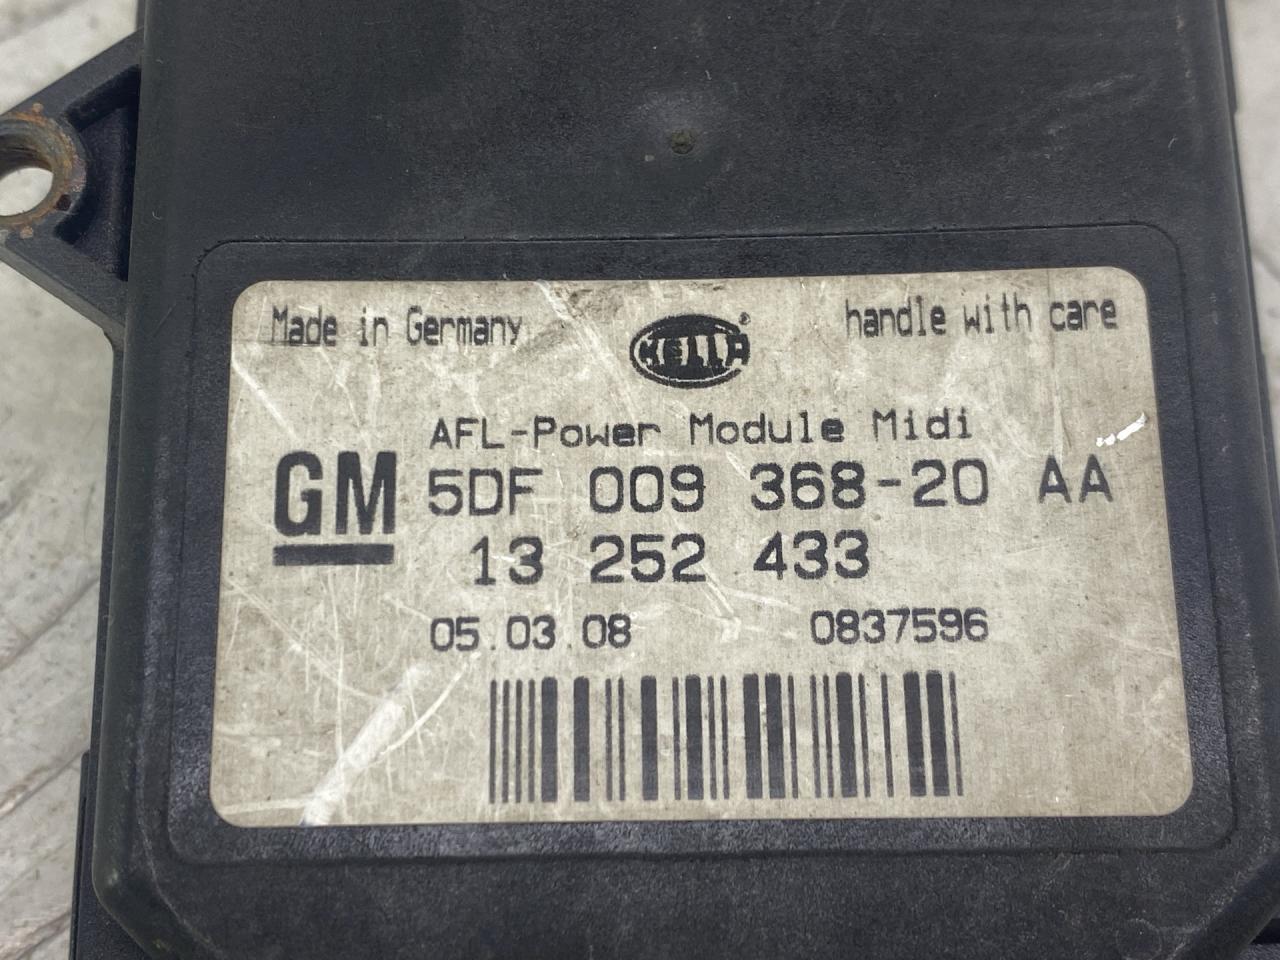 Made in Germany
HELLA®
handle with care
AFL-Power Module Midi
GM
5DF 009 368-20 AA
13 252 433
05.03.08 0837596